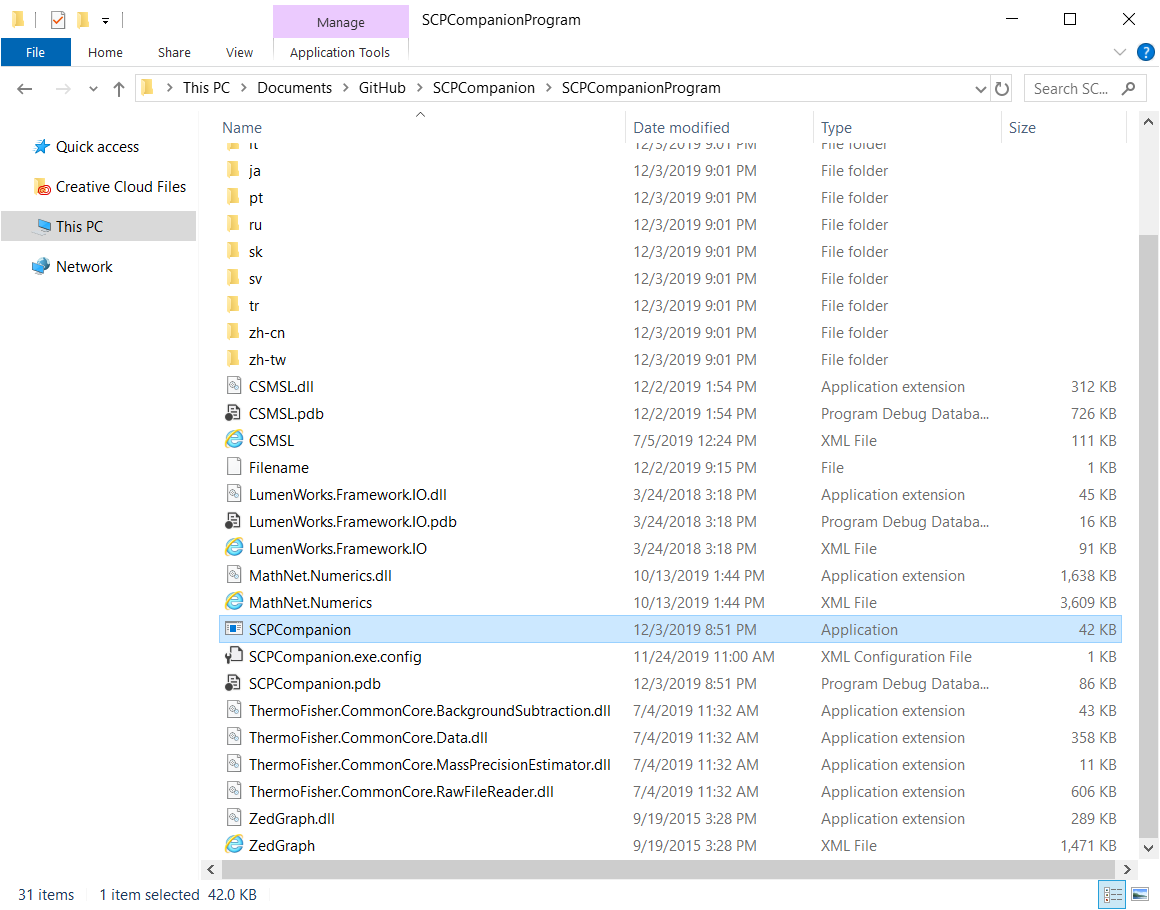 Manage
SCPCompanionProgram
File
Home
Share
View
Application Tools
?
This PC > Documents > GitHub > SCPCompanion > SCPCompanionProgram
Search SC...
Name
Date modified
Type
Size
Quick access
Creative Cloud Files
This PC
Network
it 12/3/2019 9:01 PM File folder
ja 12/3/2019 9:01 PM File folder
pt 12/3/2019 9:01 PM File folder
ru 12/3/2019 9:01 PM File folder
sk 12/3/2019 9:01 PM File folder
sv 12/3/2019 9:01 PM File folder
tr 12/3/2019 9:01 PM File folder
zh-cn 12/3/2019 9:01 PM File folder
zh-tw 12/3/2019 9:01 PM File folder
CSMSL.dll 12/2/2019 1:54 PM Application extension 312 KB
CSMSL.pdb 12/2/2019 1:54 PM Program Debug Databa... 726 KB
CSMSL 7/5/2019 12:24 PM XML File 111 KB
Filename 12/2/2019 9:15 PM File 1 KB
LumenWorks.Framework.IO.dll 3/24/2018 3:18 PM Application extension 45 KB
LumenWorks.Framework.IO.pdb 3/24/2018 3:18 PM Program Debug Databa... 16 KB
LumenWorks.Framework.IO 3/24/2018 3:18 PM XML File 91 KB
MathNet.Numerics.dll 10/13/2019 1:44 PM Application extension 1,638 KB
MathNet.Numerics 10/13/2019 1:44 PM XML File 3,609 KB
SCPCompanion 12/3/2019 8:51 PM Application 42 KB
SCPCompanion.exe.config 11/24/2019 11:00 AM XML Configuration File 1 KB
SCPCompanion.pdb 12/3/2019 8:51 PM Program Debug Databa... 86 KB
ThermoFisher.CommonCore.BackgroundSubtraction.dll 7/4/2019 11:32 AM Application extension 43 KB
ThermoFisher.CommonCore.Data.dll 7/4/2019 11:32 AM Application extension 358 KB
ThermoFisher.CommonCore.MassPrecisionEstimator.dll 7/4/2019 11:32 AM Application extension 11 KB
ThermoFisher.CommonCore.RawFileReader.dll 7/4/2019 11:32 AM Application extension 606 KB
ZedGraph.dll 9/19/2015 3:28 PM Application extension 289 KB
ZedGraph 9/19/2015 3:28 PM XML File 1,471 KB
31 items
1 item selected 42.0 KB